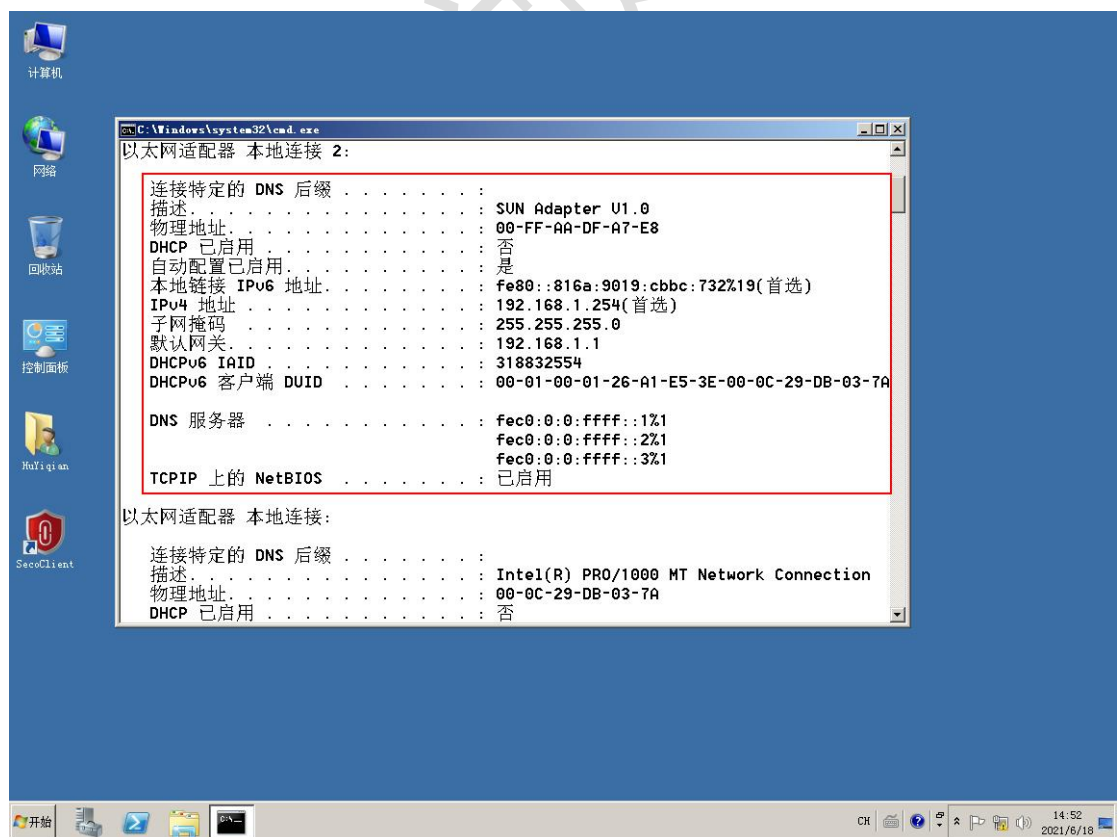 计算机
网络
回收站
控制面板
HuYiqian
SecoClient
C:\Windows\system32\cmd.exe
以太网适配器 本地连接 2:
连接特定的 DNS 后缀 . . . . . . . :
描述. . . . . . . . . . . . . . . : SVN Adapter V1.0
物理地址. . . . . . . . . . . . . : 00-FF-AA-DF-A7-E8
DHCP 已启用 . . . . . . . . . . . : 否
自动配置已启用. . . . . . . . . . : 是
本地链接 IPv6 地址. . . . . . . . : fe80::816a:9019:cbbc:732%19(首选)
IPv4 地址 . . . . . . . . . . . . : 192.168.1.254(首选)
子网掩码 . . . . . . . . . . . . : 255.255.255.0
默认网关. . . . . . . . . . . . . : 192.168.1.1
DHCPv6 IAID . . . . . . . . . . . : 318832554
DHCPv6 客户端 DUID . . . . . . . : 00-01-00-01-26-A1-E5-3E-00-0C-29-DB-03-7A
DNS 服务器 . . . . . . . . . . . : fec0:0:0:ffff::1%1
fec0:0:0:ffff::2%1
fec0:0:0:ffff::3%1
TCPIP 上的 NetBIOS . . . . . . . : 已启用
以太网适配器 本地连接:
连接特定的 DNS 后缀 . . . . . . . :
描述. . . . . . . . . . . . . . . : Intel(R) PRO/1000 MT Network Connection
物理地址. . . . . . . . . . . . . : 00-0C-29-DB-03-7A
DHCP 已启用 . . . . . . . . . . . : 否
开始
CH
14:52
2021/6/18